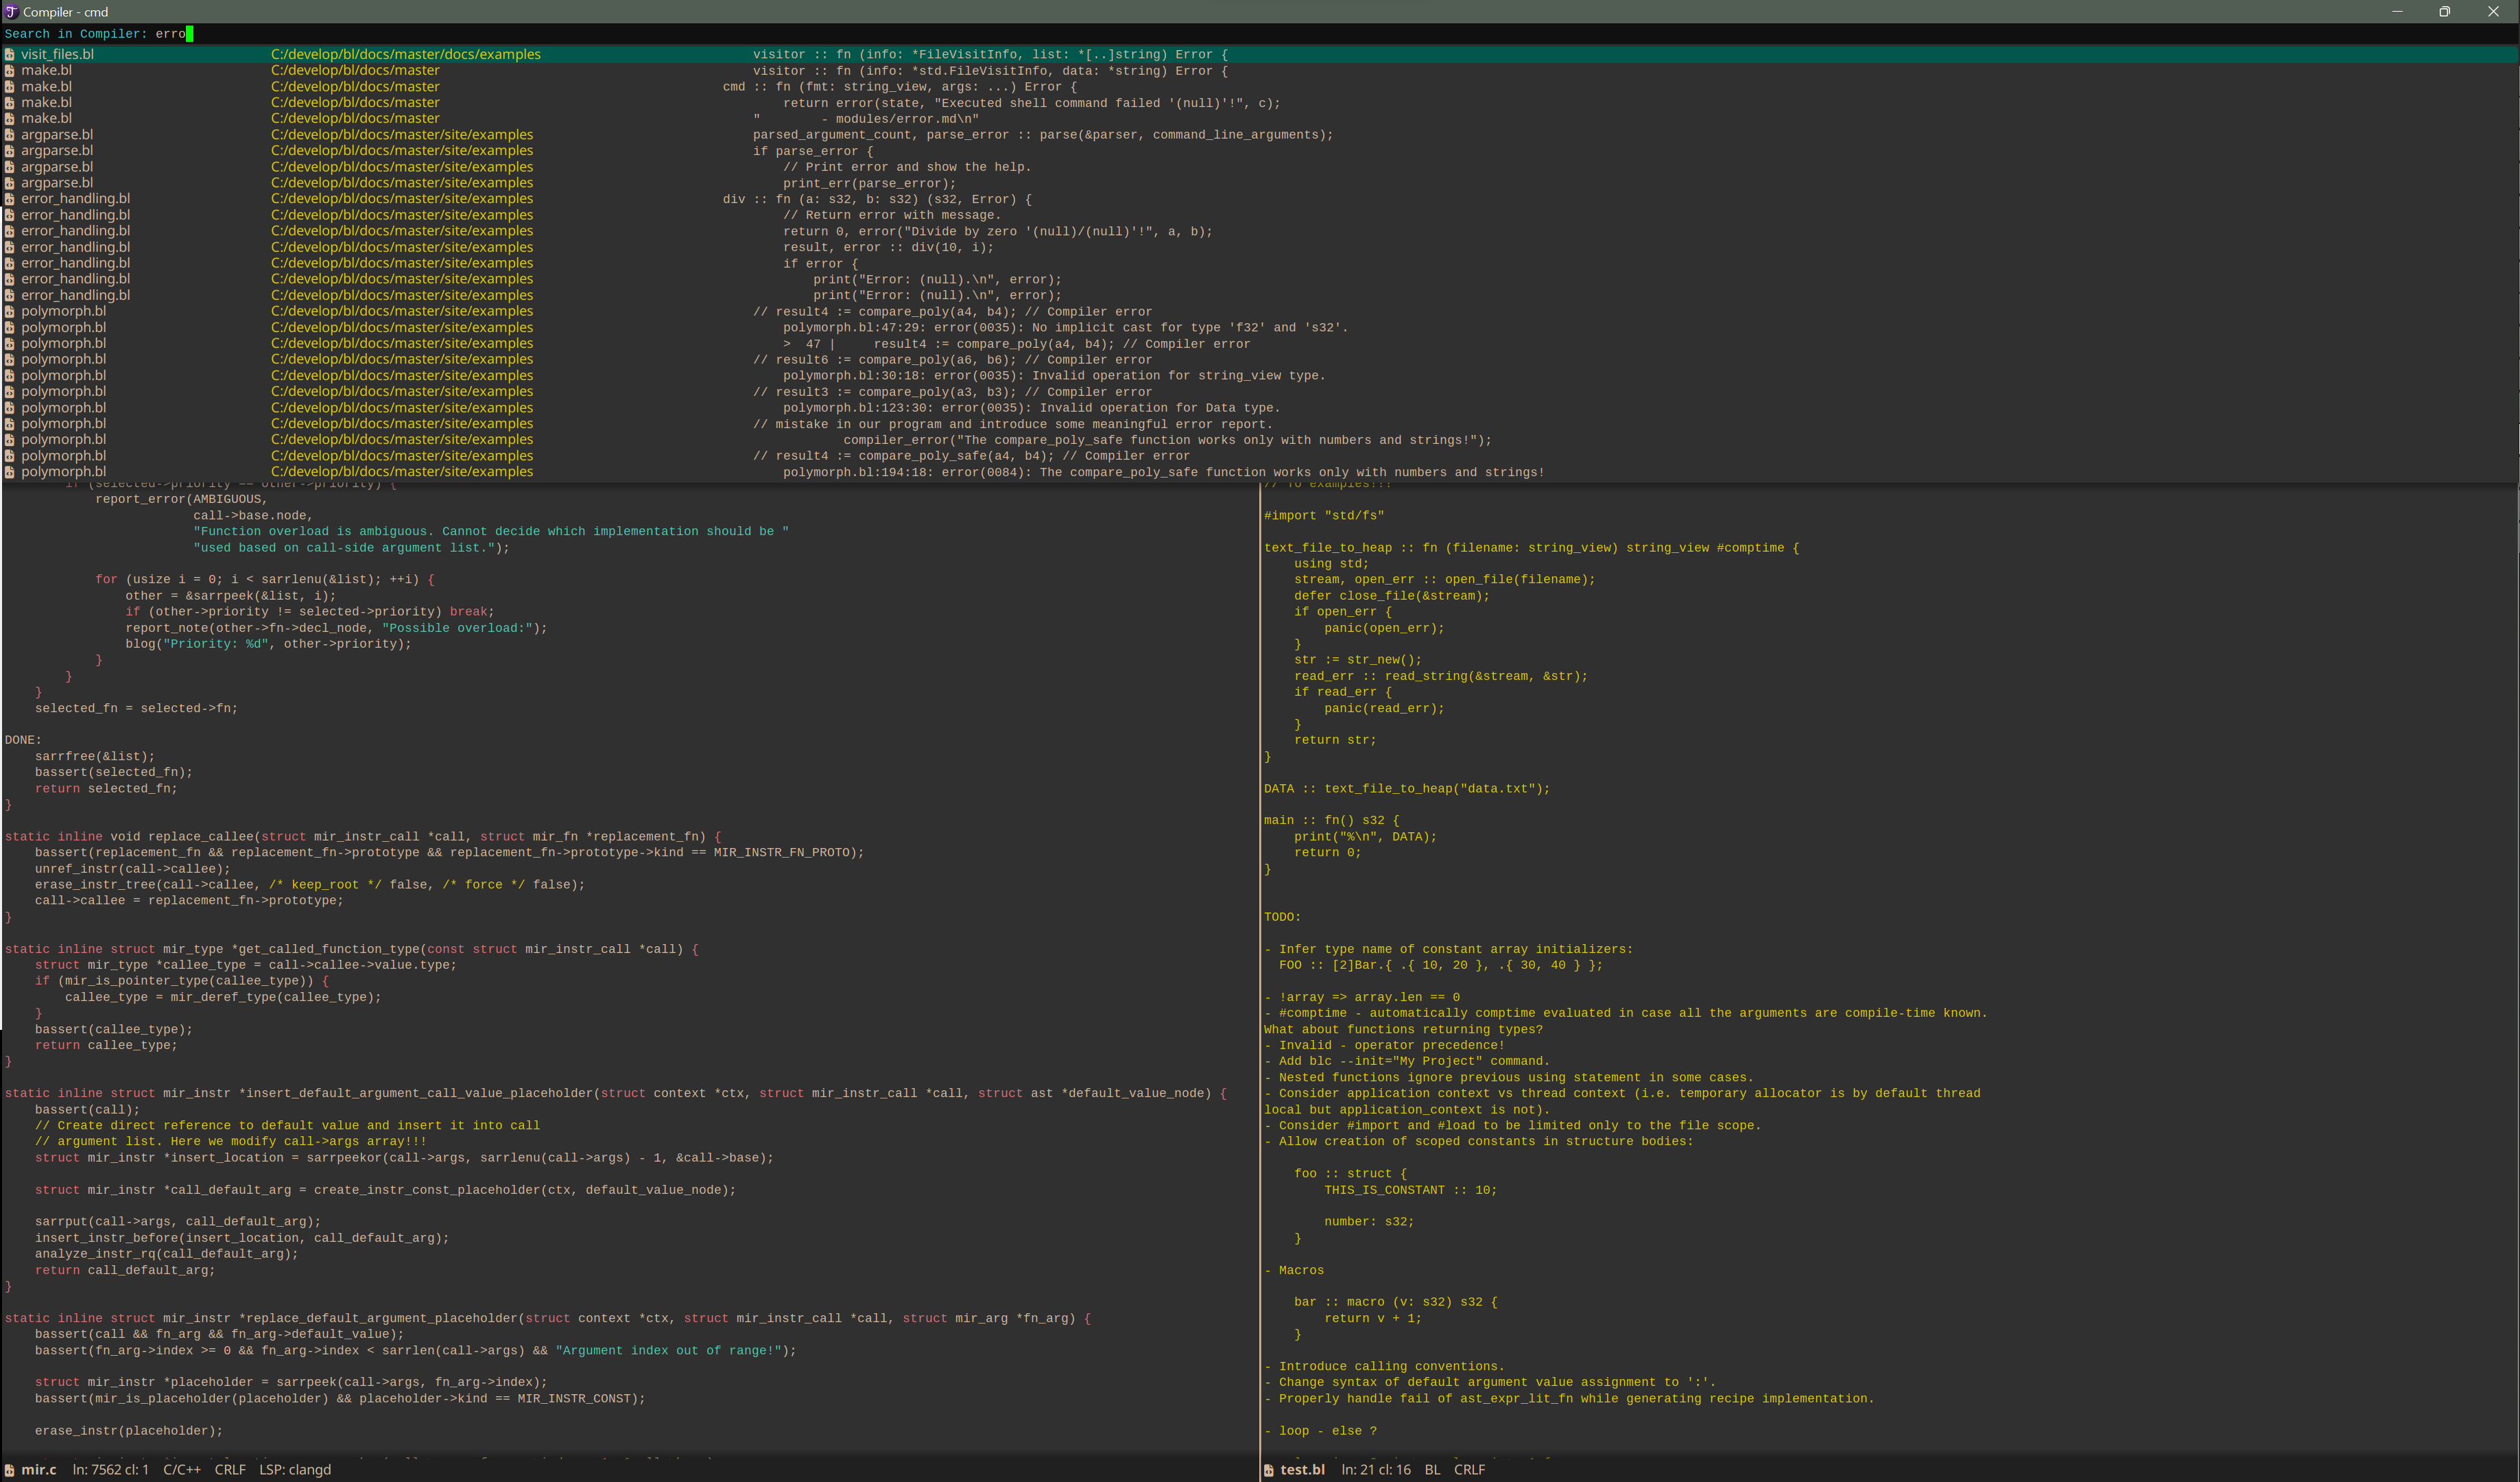 Compiler - cmd
Search in Compiler: erro
visit_files.bl C:/develop/bl/docs/master/docs/examples visitor :: fn (info: *FileVisitInfo, list: *[..]string) Error {
make.bl C:/develop/bl/docs/master visitor :: fn (info: *std.FileVisitInfo, data: *string) Error {
make.bl C:/develop/bl/docs/master cmd :: fn (fmt: string_view, args: ...) Error {
make.bl C:/develop/bl/docs/master return error(state, "Executed shell command failed '(null)'!", c);
make.bl C:/develop/bl/docs/master "        - modules/error.md\n"
argparse.bl C:/develop/bl/docs/master/site/examples parsed_argument_count, parse_error :: parse(&parser, command_line_arguments);
argparse.bl C:/develop/bl/docs/master/site/examples if parse_error {
argparse.bl C:/develop/bl/docs/master/site/examples // Print error and show the help.
argparse.bl C:/develop/bl/docs/master/site/examples print_err(parse_error);
error_handling.bl C:/develop/bl/docs/master/site/examples div :: fn (a: s32, b: s32) (s32, Error) {
error_handling.bl C:/develop/bl/docs/master/site/examples // Return error with message.
error_handling.bl C:/develop/bl/docs/master/site/examples return 0, error("Divide by zero '(null)/(null)'!", a, b);
error_handling.bl C:/develop/bl/docs/master/site/examples result, error :: div(10, i);
error_handling.bl C:/develop/bl/docs/master/site/examples if error {
error_handling.bl C:/develop/bl/docs/master/site/examples print("Error: (null).\n", error);
error_handling.bl C:/develop/bl/docs/master/site/examples print("Error: (null).\n", error);
polymorph.bl C:/develop/bl/docs/master/site/examples // result4 := compare_poly(a4, b4); // Compiler error
polymorph.bl C:/develop/bl/docs/master/site/examples polymorph.bl:47:29: error(0035): No implicit cast for type 'f32' and 's32'.
polymorph.bl C:/develop/bl/docs/master/site/examples >  47 |     result4 := compare_poly(a4, b4); // Compiler error
polymorph.bl C:/develop/bl/docs/master/site/examples // result6 := compare_poly(a6, b6); // Compiler error
polymorph.bl C:/develop/bl/docs/master/site/examples polymorph.bl:30:18: error(0035): Invalid operation for string_view type.
polymorph.bl C:/develop/bl/docs/master/site/examples // result3 := compare_poly(a3, b3); // Compiler error
polymorph.bl C:/develop/bl/docs/master/site/examples polymorph.bl:123:30: error(0035): Invalid operation for Data type.
polymorph.bl C:/develop/bl/docs/master/site/examples // mistake in our program and introduce some meaningful error report.
polymorph.bl C:/develop/bl/docs/master/site/examples compiler_error("The compare_poly_safe function works only with numbers and strings!");
polymorph.bl C:/develop/bl/docs/master/site/examples // result4 := compare_poly_safe(a4, b4); // Compiler error
polymorph.bl C:/develop/bl/docs/master/site/examples polymorph.bl:194:18: error(0084): The compare_poly_safe function works only with numbers and strings!
if (selected->priority == other->priority) {
report_error(AMBIGUOUS,
call->base.node,
"Function overload is ambiguous. Cannot decide which implementation should be "
"used based on call-side argument list.");
for (usize i = 0; i < sarrlenu(&list); ++i) {
other = &sarrpeek(&list, i);
if (other->priority != selected->priority) break;
report_note(other->fn->decl_node, "Possible overload:");
blog("Priority: %d", other->priority);
}
}
}
selected_fn = selected->fn;
DONE:
sarrfree(&list);
bassert(selected_fn);
return selected_fn;
}
static inline void replace_callee(struct mir_instr_call *call, struct mir_fn *replacement_fn) {
bassert(replacement_fn && replacement_fn->prototype && replacement_fn->prototype->kind == MIR_INSTR_FN_PROTO);
unref_instr(call->callee);
erase_instr_tree(call->callee, /* keep_root */ false, /* force */ false);
call->callee = replacement_fn->prototype;
}
static inline struct mir_type *get_called_function_type(const struct mir_instr_call *call) {
struct mir_type *callee_type = call->callee->value.type;
if (mir_is_pointer_type(callee_type)) {
callee_type = mir_deref_type(callee_type);
}
bassert(callee_type);
return callee_type;
}
static inline struct mir_instr *insert_default_argument_call_value_placeholder(struct context *ctx, struct mir_instr_call *call, struct ast *default_value_node) {
bassert(call);
// Create direct reference to default value and insert it into call
// argument list. Here we modify call->args array!!!
struct mir_instr *insert_location = sarrpeekor(call->args, sarrlenu(call->args) - 1, &call->base);
struct mir_instr *call_default_arg = create_instr_const_placeholder(ctx, default_value_node);
sarrput(call->args, call_default_arg);
insert_instr_before(insert_location, call_default_arg);
analyze_instr_rq(call_default_arg);
return call_default_arg;
}
static inline struct mir_instr *replace_default_argument_placeholder(struct context *ctx, struct mir_instr_call *call, struct mir_arg *fn_arg) {
bassert(call && fn_arg && fn_arg->default_value);
bassert(fn_arg->index >= 0 && fn_arg->index < sarrlen(call->args) && "Argument index out of range!");
struct mir_instr *placeholder = sarrpeek(call->args, fn_arg->index);
bassert(mir_is_placeholder(placeholder) && placeholder->kind == MIR_INSTR_CONST);
erase_instr(placeholder);
mir.c ln: 7562 cl: 1 C/C++ CRLF LSP: clangd
// To examples!!!
#import "std/fs"
text_file_to_heap :: fn (filename: string_view) string_view #comptime {
using std;
stream, open_err :: open_file(filename);
defer close_file(&stream);
if open_err {
panic(open_err);
}
str := str_new();
read_err :: read_string(&stream, &str);
if read_err {
panic(read_err);
}
return str;
}
DATA :: text_file_to_heap("data.txt");
main :: fn() s32 {
print("%\n", DATA);
return 0;
}
TODO:
- Infer type name of constant array initializers:
FOO :: [2]Bar.{ .{ 10, 20 }, .{ 30, 40 } };
- !array => array.len == 0
- #comptime - automatically comptime evaluated in case all the arguments are compile-time known.
What about functions returning types?
- Invalid - operator precedence!
- Add blc --init="My Project" command.
- Nested functions ignore previous using statement in some cases.
- Consider application context vs thread context (i.e. temporary allocator is by default thread
local but application_context is not).
- Consider #import and #load to be limited only to the file scope.
- Allow creation of scoped constants in structure bodies:
foo :: struct {
THIS_IS_CONSTANT :: 10;
number: s32;
}
- Macros
bar :: macro (v: s32) s32 {
return v + 1;
}
- Introduce calling conventions.
- Change syntax of default argument value assignment to ':'.
- Properly handle fail of ast_expr_lit_fn while generating recipe implementation.
- loop - else ?
test.bl ln: 21 cl: 16 BL CRLF